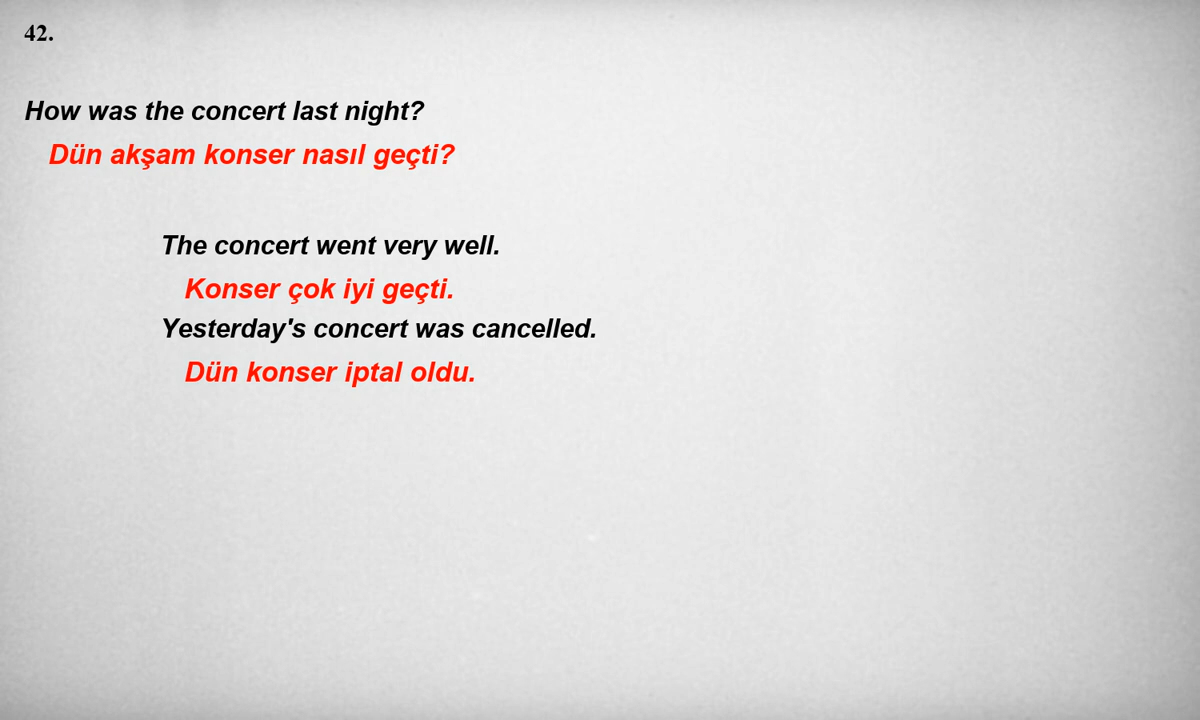 42.
How was the concert last night?
Dün akşam konser nasıl geçti?
The concert went very well.
Konser çok iyi geçti.
Yesterday's concert was cancelled.
Dün konser iptal oldu.